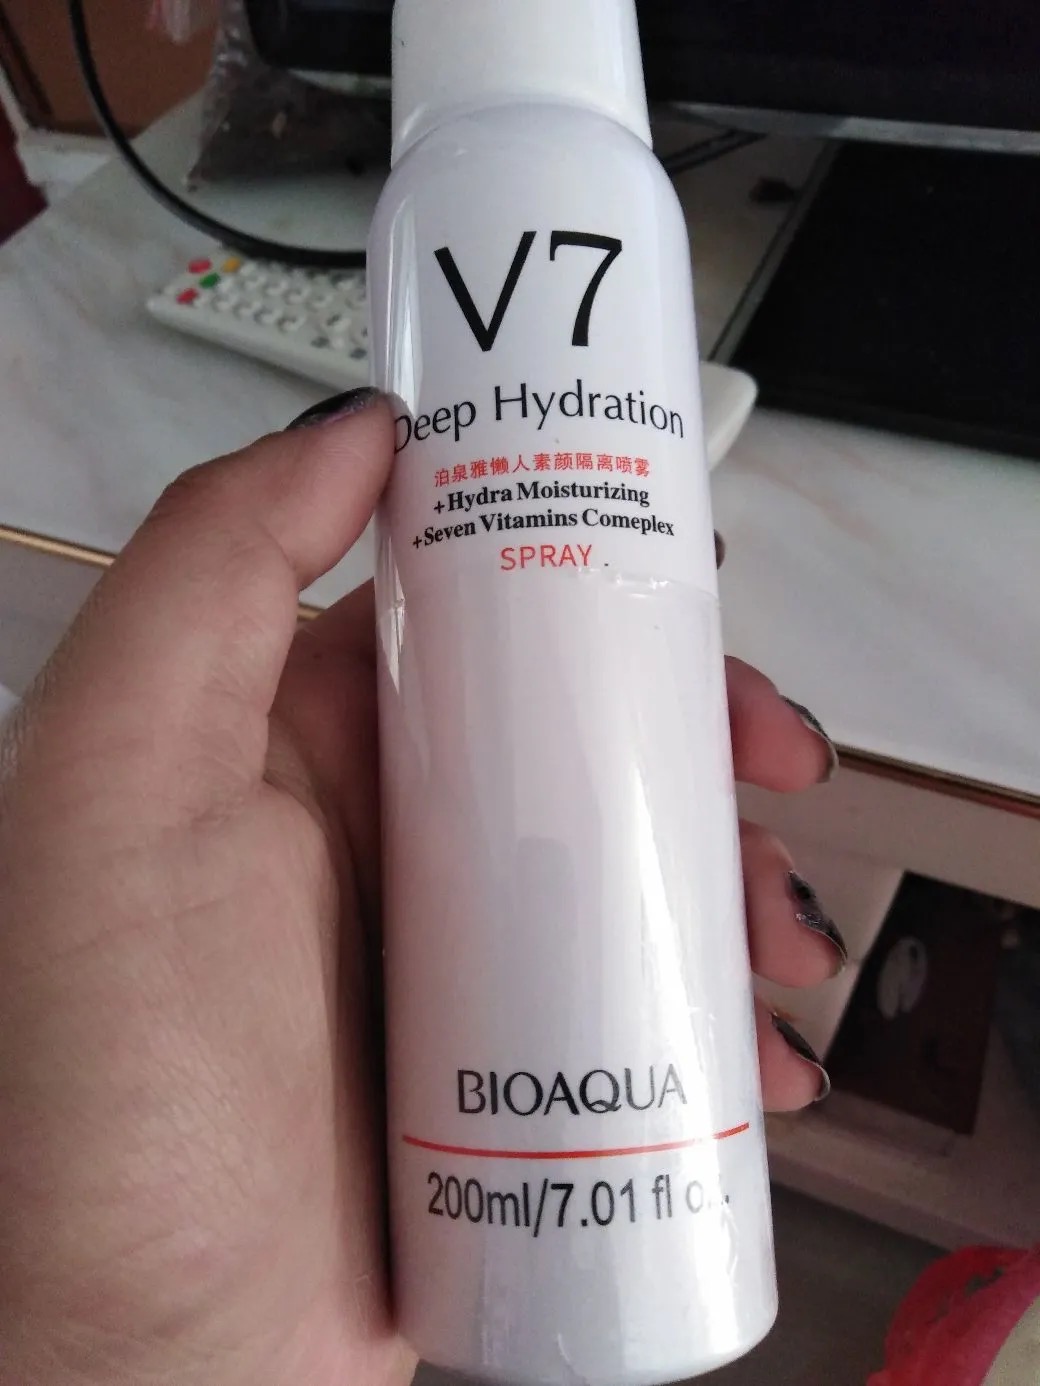 V7
Deep Hydration
泊泉雅懒人素颜隔离喷雾
+Hydra Moisturizing
+Seven Vitamins Comeplex
SPRAY .
BIOAQUA
200ml/7.01 fl